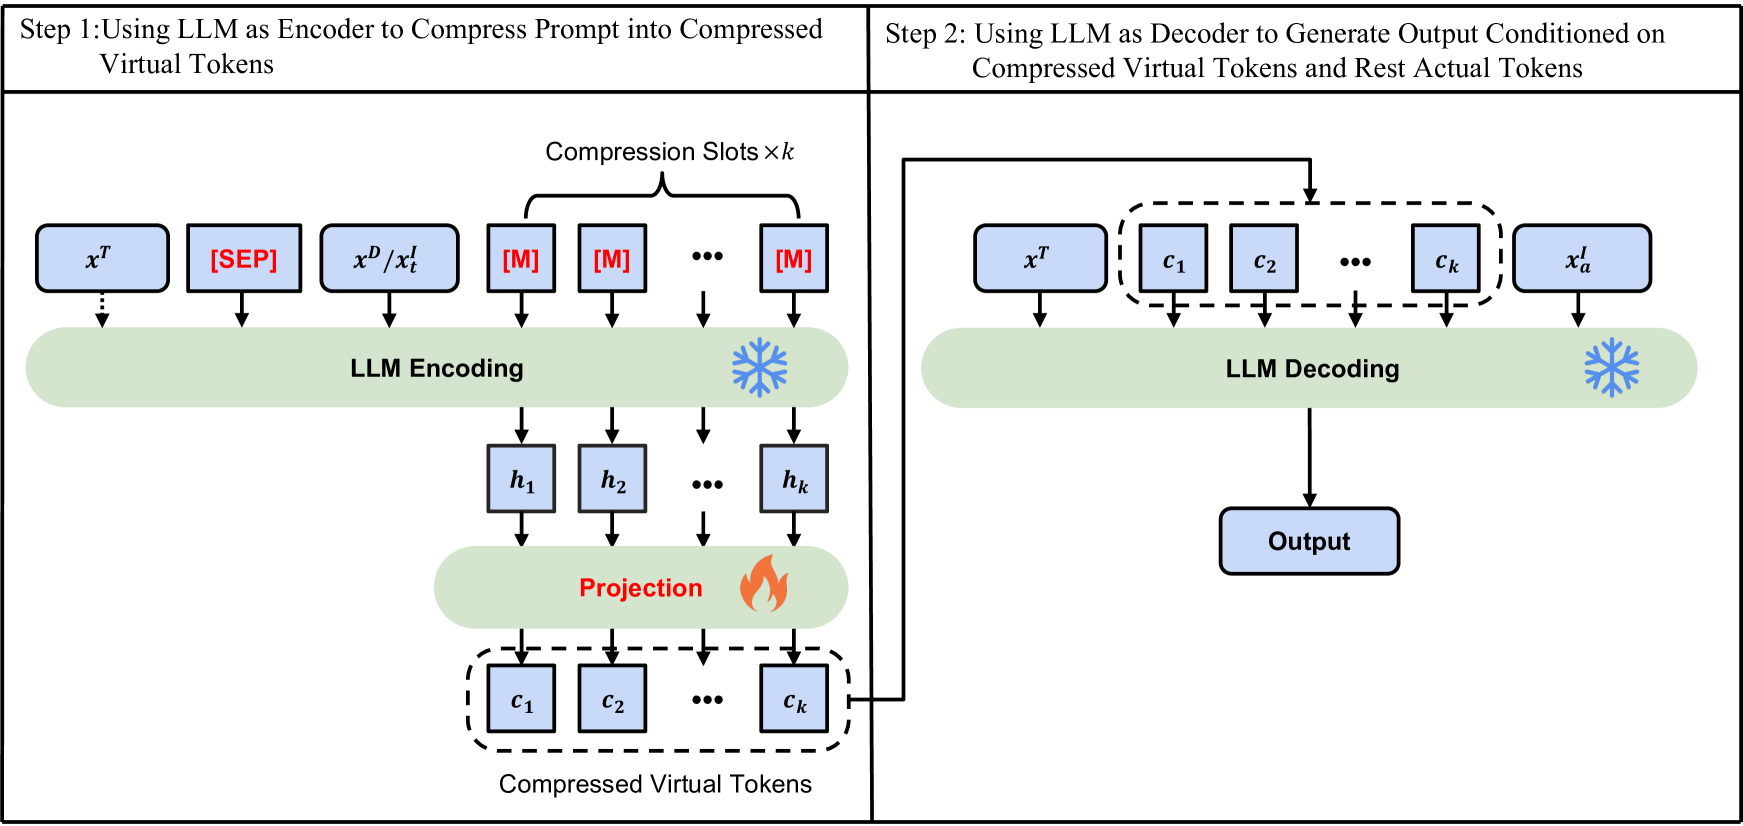 Step 1:Using LLM as Encoder to Compress Prompt into Compressed
Virtual Tokens
Step 2: Using LLM as Decoder to Generate Output Conditioned on
Compressed Virtual Tokens and Rest Actual Tokens
Compression Slots ×k
x^T [SEP] x^D/x_t^I [M] [M] ••• [M]
LLM Encoding
h_1 h_2 ••• h_k
Projection
c_1 c_2 ••• c_k
Compressed Virtual Tokens
x^T c_1 c_2 ••• c_k x_a^I
LLM Decoding
Output